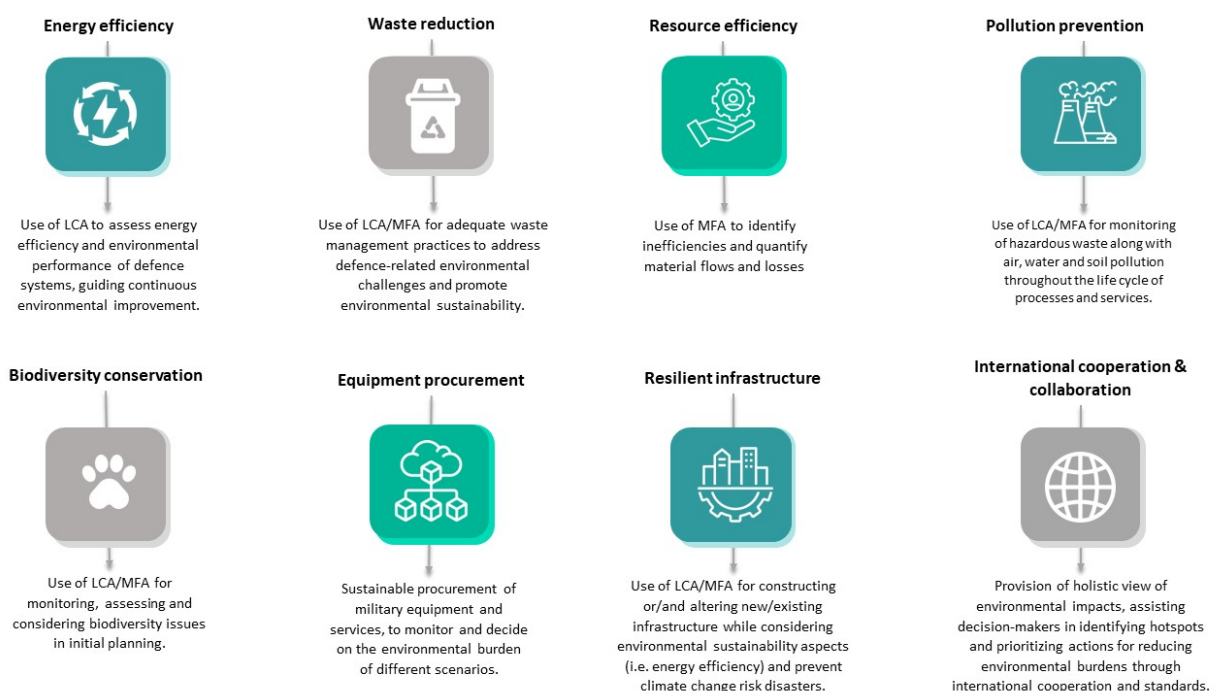 Energy efficiency
Use of LCA to assess energy
efficiency and environmental
performance of defence
systems, guiding continuous
environmental improvement.
Waste reduction
Use of LCA/MFA for adequate waste
management practices to address
defence-related environmental
challenges and promote
environmental sustainability.
Resource efficiency
Use of MFA to identify
inefficiencies and quantify
material flows and losses
Pollution prevention
Use of LCA/MFA for monitoring
of hazardous waste along with
air, water and soil pollution
throughout the life cycle of
processes and services.
Biodiversity conservation
Use of LCA/MFA for
monitoring, assessing and
considering biodiversity issues
in initial planning.
Equipment procurement
Sustainable procurement of
military equipment and
services, to monitor and decide
on the environmental burden
of different scenarios.
Resilient infrastructure
Use of LCA/MFA for constructing
or/and altering new/existing
infrastructure while considering
environmental sustainability aspects
(i.e. energy efficiency) and prevent
climate change risk disasters.
International cooperation &
collaboration
Provision of holistic view of
environmental impacts, assisting
decision-makers in identifying hotspots
and prioritizing actions for reducing
environmental burdens through
international cooperation and standards.